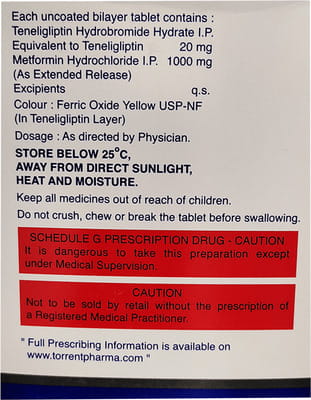 Each uncoated bilayer tablet contains :
Teneligliptin Hydrobromide Hydrate I.P.
Equivalent to Teneligliptin 20 mg
Metformin Hydrochloride I.P. 1000 mg
(As Extended Release)
Excipients q.s.
Colour : Ferric Oxide Yellow USP-NF
(In Teneligliptin Layer)
Dosage : As directed by Physician.
STORE BELOW 25°C,
AWAY FROM DIRECT SUNLIGHT,
HEAT AND MOISTURE.
Keep all medicines out of reach of children.
Do not crush, chew or break the tablet before swallowing.
SCHEDULE G PRESCRIPTION DRUG - CAUTION
It is dangerous to take this preparation except
under Medical Supervision.
CAUTION
Not to be sold by retail without the prescription of
a Registered Medical Practitioner.
" Full Prescribing Information is available on
www.torrentpharma.com "